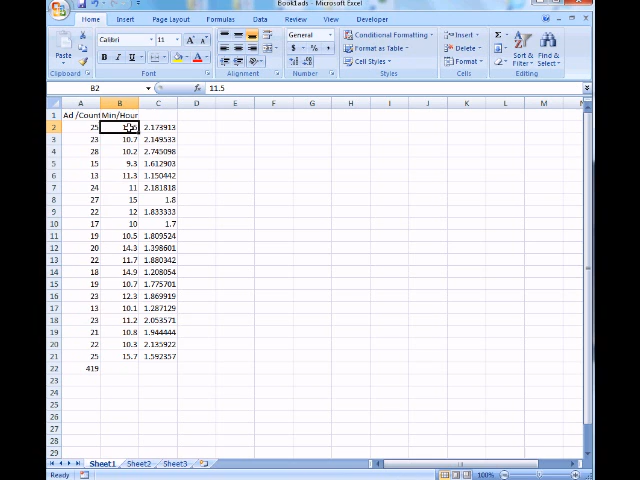 Book1ads - Microsoft Excel
Home Insert Page Layout Formulas Data Review View Developer
Calibri 11 General Conditional Formatting Insert
Paste B I U $ % , Format as Table Delete Sort & Find &
Cell Styles Format Filter Select
Clipboard Font Alignment Number Styles Cells Editing
B2 11.5
A B C D E F G H I J K L M N
1 Ad /Count Min/Hour
2 25 2.173913
3 23 10.7 2.149533
4 28 10.2 2.745098
5 15 9.3 1.612903
6 13 11.3 1.150442
7 24 11 2.181818
8 27 15 1.8
9 22 12 1.833333
10 17 10 1.7
11 19 10.5 1.809524
12 20 14.3 1.398601
13 22 11.7 1.880342
14 18 14.9 1.208054
15 19 10.7 1.775701
16 23 12.3 1.869919
17 13 10.1 1.287129
18 23 11.2 2.053571
19 21 10.8 1.944444
20 22 10.3 2.135922
21 25 15.7 1.592357
22 419
23
24
25
26
27
28
29
Sheet1 Sheet2 Sheet3
Ready 100%